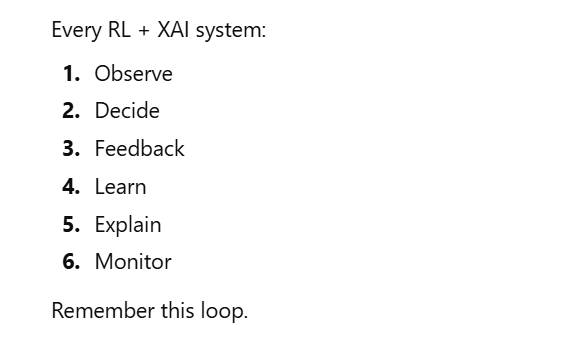 Every RL + XAI system:
1. Observe
2. Decide
3. Feedback
4. Learn
5. Explain
6. Monitor
Remember this loop.